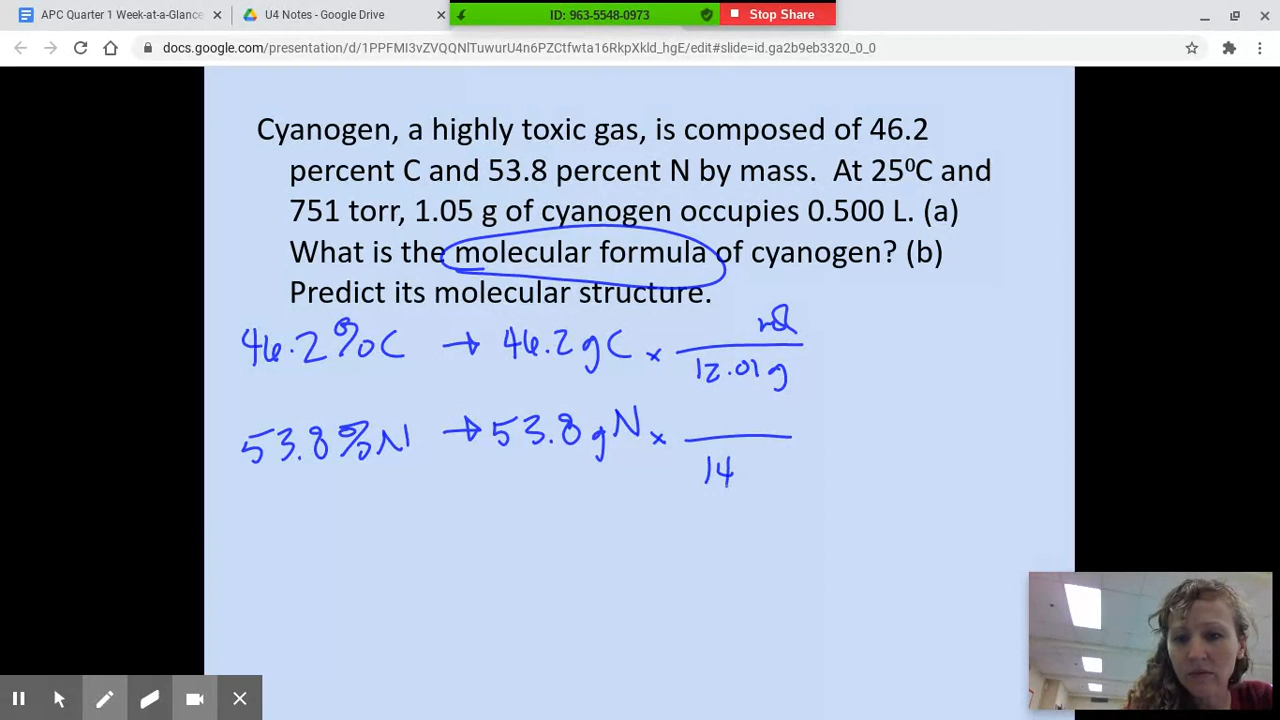 APC Quarter 1 Week-at-a-Glance
U4 Notes - Google Drive
ID: 963-5548-0973
Stop Share
docs.google.com/presentation/d/1PPFMI3vZVQQNlTuwurU4n6PZCtfwta16RkpXkld_hgE/edit#slide=id.ga2b9eb3320_0_0
Cyanogen, a highly toxic gas, is composed of 46.2
percent C and 53.8 percent N by mass. At 25⁰C and
751 torr, 1.05 g of cyanogen occupies 0.500 L. (a)
What is the molecular formula of cyanogen? (b)
Predict its molecular structure.
mol
46.2%C → 46.2gC ×
12.01g
53.8%N → 53.8gN ×
14